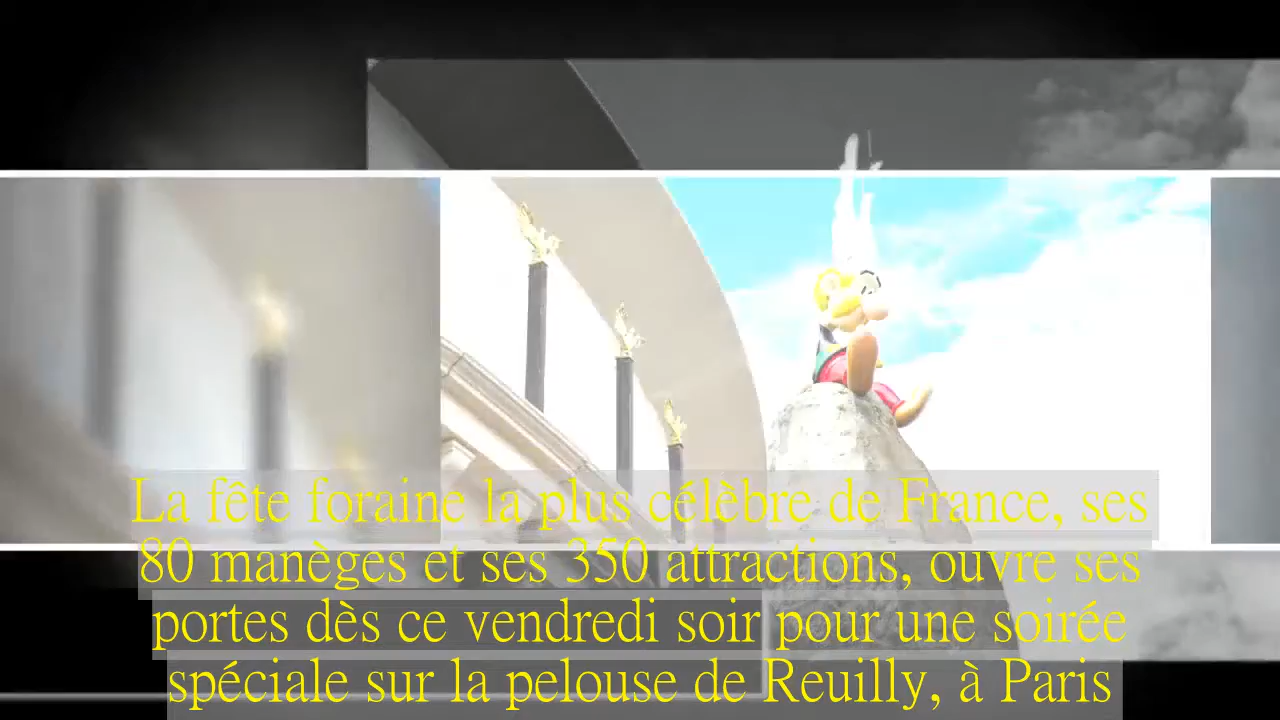 La fête foraine la plus célèbre de France, ses
80 manèges et ses 350 attractions, ouvre ses
portes dès ce vendredi soir pour une soirée
spéciale sur la pelouse de Reuilly, à Paris